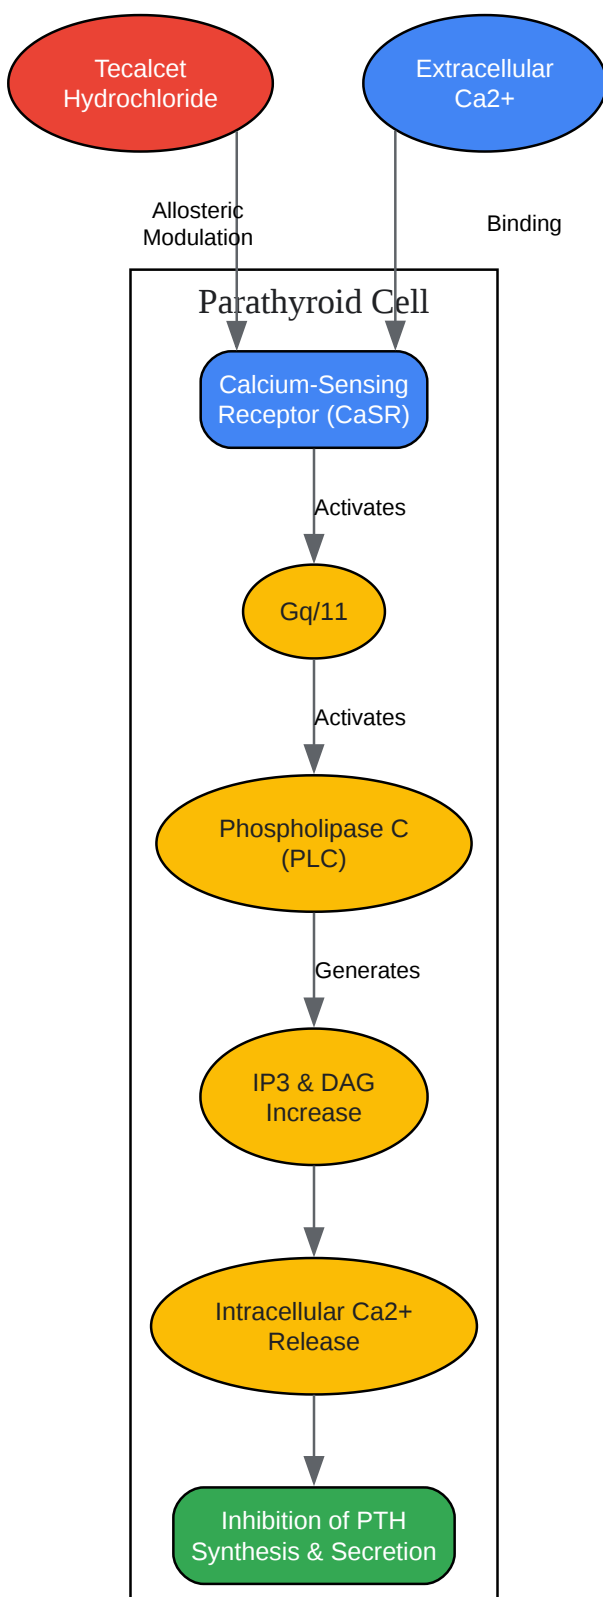 Tecalcet
Hydrochloride
Extracellular
Ca2+
Allosteric
Modulation
Binding
Parathyroid Cell
Calcium-Sensing
Receptor (CaSR)
Activates
Gq/11
Activates
Phospholipase C
(PLC)
Generates
IP3 & DAG
Increase
Intracellular Ca2+
Release
Inhibition of PTH
Synthesis & Secretion